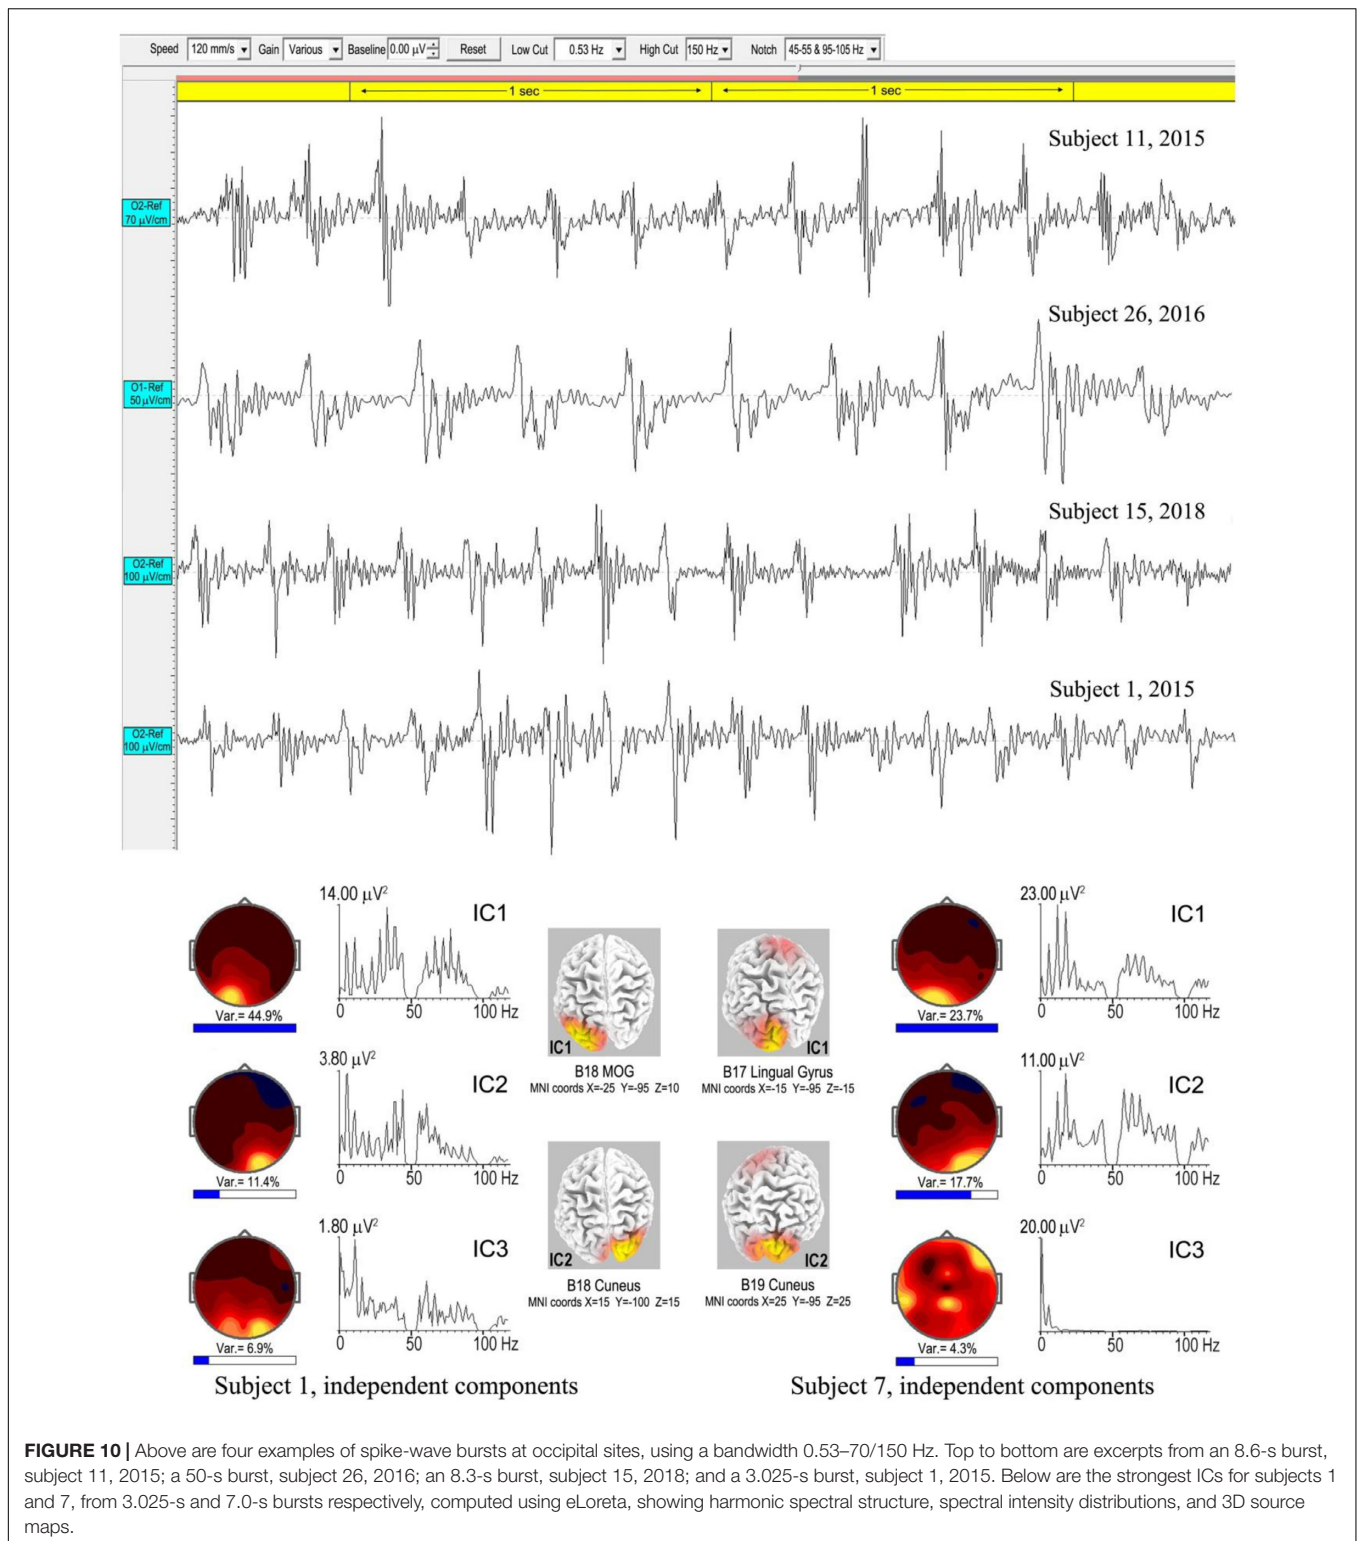 Speed 120 mm/s Gain Various Baseline 0.00 µV Reset Low Cut 0.53 Hz High Cut 150 Hz Notch 45-55 & 95-105 Hz
1 sec 1 sec
Subject 11, 2015
O2-Ref
70 µV/cm
Subject 26, 2016
O1-Ref
50 µV/cm
Subject 15, 2018
O2-Ref
100 µV/cm
Subject 1, 2015
O2-Ref
100 µV/cm
14.00 µV²
IC1
0 50 100 Hz
Var.= 44.9%
3.80 µV²
IC2
0 50 100 Hz
Var.= 11.4%
1.80 µV²
IC3
0 50 100 Hz
Var.= 6.9%
Subject 1, independent components
IC1
B18 MOG
MNI coords X=-25 Y=-95 Z=10
IC1
B17 Lingual Gyrus
MNI coords X=-15 Y=-95 Z=-15
IC2
B18 Cuneus
MNI coords X=15 Y=-100 Z=15
IC2
B19 Cuneus
MNI coords X=25 Y=-95 Z=25
23.00 µV²
IC1
0 50 100 Hz
Var.= 23.7%
11.00 µV²
IC2
0 50 100 Hz
Var.= 17.7%
20.00 µV²
IC3
0 50 100 Hz
Var.= 4.3%
Subject 7, independent components
FIGURE 10 | Above are four examples of spike-wave bursts at occipital sites, using a bandwidth 0.53–70/150 Hz. Top to bottom are excerpts from an 8.6-s burst,
subject 11, 2015; a 50-s burst, subject 26, 2016; an 8.3-s burst, subject 15, 2018; and a 3.025-s burst, subject 1, 2015. Below are the strongest ICs for subjects 1
and 7, from 3.025-s and 7.0-s bursts respectively, computed using eLoreta, showing harmonic spectral structure, spectral intensity distributions, and 3D source
maps.